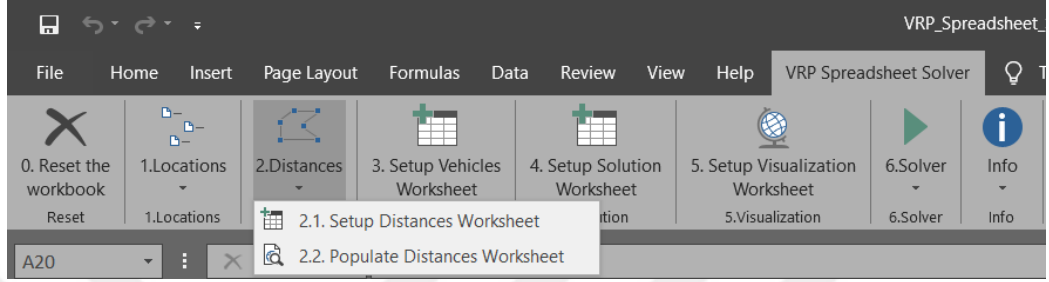 VRP_Spreadsheet_
File Home Insert Page Layout Formulas Data Review View Help VRP Spreadsheet Solver T
0. Reset the workbook
1.Locations
2.Distances
3. Setup Vehicles Worksheet
4. Setup Solution Worksheet
5. Setup Visualization Worksheet
6.Solver
Info
Reset 1.Locations ution 5.Visualization 6.Solver Info
2.1. Setup Distances Worksheet
2.2. Populate Distances Worksheet
A20